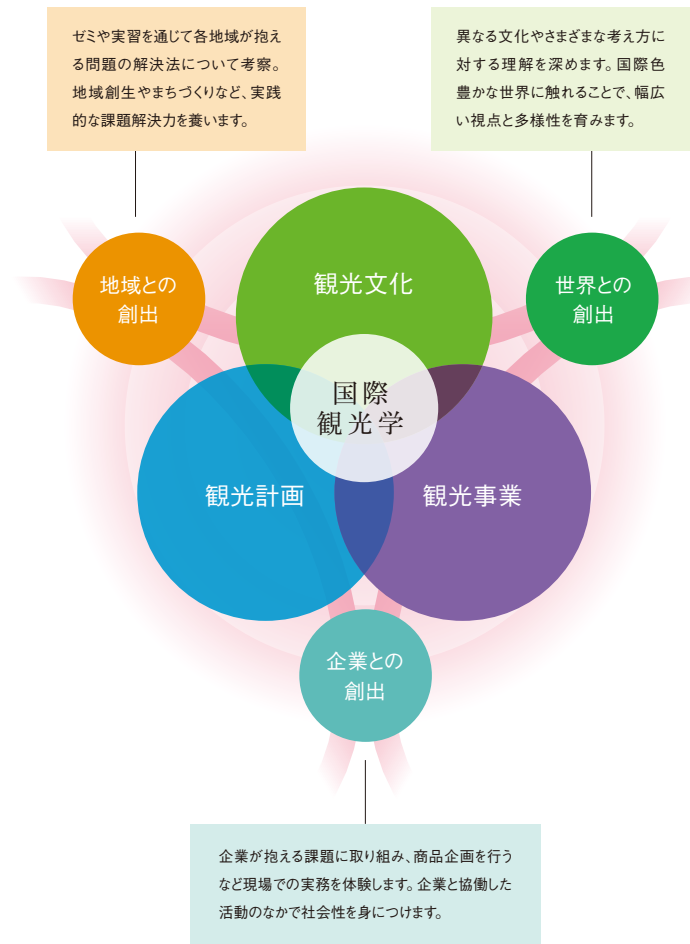 ゼミや実習を通じて各地域が抱え
る問題の解決法について考察。
地域創生やまちづくりなど、実践
的な課題解決力を養います。
異なる文化やさまざまな考え方に
対する理解を深めます。国際色
豊かな世界に触れることで、幅広
い視点と多様性を育みます。
地域との
創出
観光文化
世界との
創出
国際
観光学
観光計画
観光事業
企業との
創出
企業が抱える課題に取り組み、商品企画を行う
など現場での実務を体験します。企業と協働した
活動のなかで社会性を身につけます。